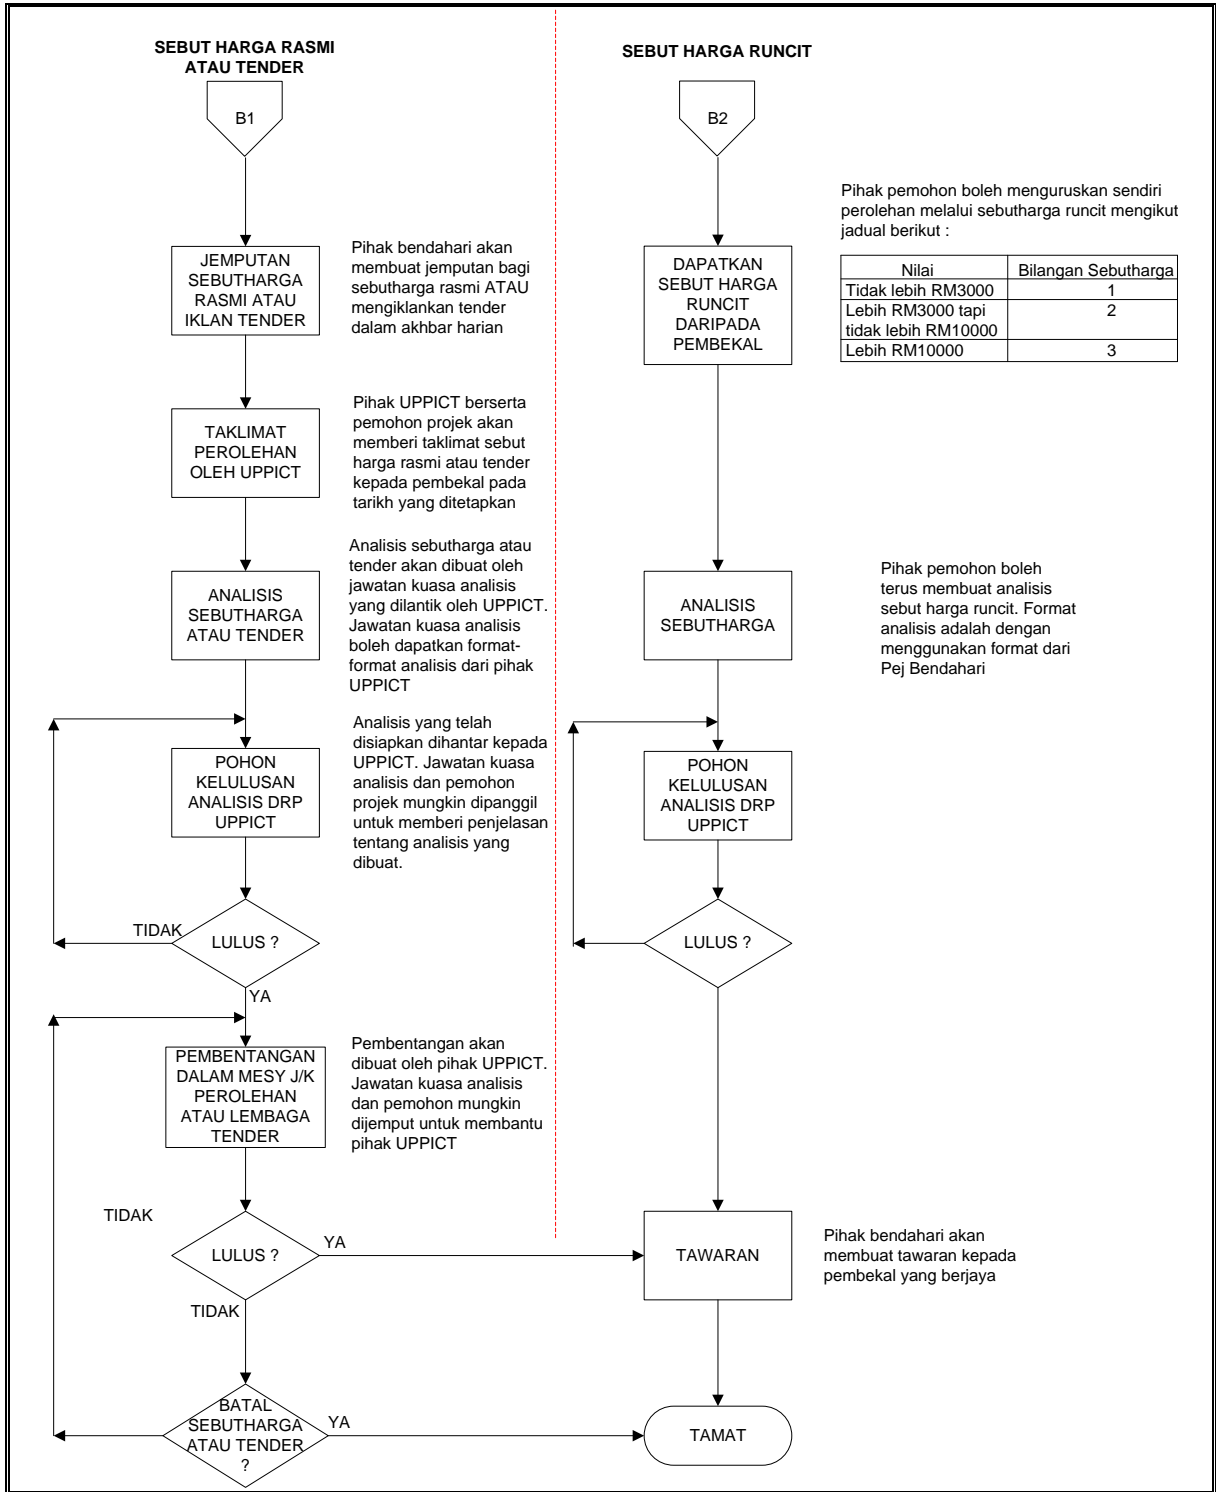 SEBUT HARGA RASMI
ATAU TENDER
B1
JEMPUTAN
SEBUTHARGA
RASMI ATAU
IKLAN TENDER
Pihak bendahari akan
membuat jemputan bagi
sebutharga rasmi ATAU
mengiklankan tender
dalam akhbar harian
TAKLIMAT
PEROLEHAN
OLEH UPPICT
Pihak UPPICT berserta
pemohon projek akan
memberi taklimat sebut
harga rasmi atau tender
kepada pembekal pada
tarikh yang ditetapkan
ANALISIS
SEBUTHARGA
ATAU TENDER
Analisis sebutharga atau
tender akan dibuat oleh
jawatan kuasa analisis
yang dilantik oleh UPPICT.
Jawatan kuasa analisis
boleh dapatkan format-
format analisis dari pihak
UPPICT
POHON
KELULUSAN
ANALISIS DRP
UPPICT
Analisis yang telah
disiapkan dihantar kepada
UPPICT. Jawatan kuasa
analisis dan pemohon
projek mungkin dipanggil
untuk memberi penjelasan
tentang analisis yang
dibuat.
TIDAK
LULUS ?
YA
PEMBENTANGAN
DALAM MESY J/K
PEROLEHAN
ATAU LEMBAGA
TENDER
Pembentangan akan
dibuat oleh pihak UPPICT.
Jawatan kuasa analisis
dan pemohon mungkin
dijemput untuk membantu
pihak UPPICT
TIDAK
LULUS ?
YA
TIDAK
BATAL
SEBUTHARGA
ATAU TENDER
?
YA
SEBUT HARGA RUNCIT
B2
DAPATKAN
SEBUT HARGA
RUNCIT
DARIPADA
PEMBEKAL
Pihak pemohon boleh menguruskan sendiri
perolehan melalui sebutharga runcit mengikut
jadual berikut :
Nilai Bilangan Sebutharga
Tidak lebih RM3000 1
Lebih RM3000 tapi 2
tidak lebih RM10000
Lebih RM10000 3
ANALISIS
SEBUTHARGA
Pihak pemohon boleh
terus membuat analisis
sebut harga runcit. Format
analisis adalah dengan
menggunakan format dari
Pej Bendahari
POHON
KELULUSAN
ANALISIS DRP
UPPICT
LULUS ?
TAWARAN
Pihak bendahari akan
membuat tawaran kepada
pembekal yang berjaya
TAMAT